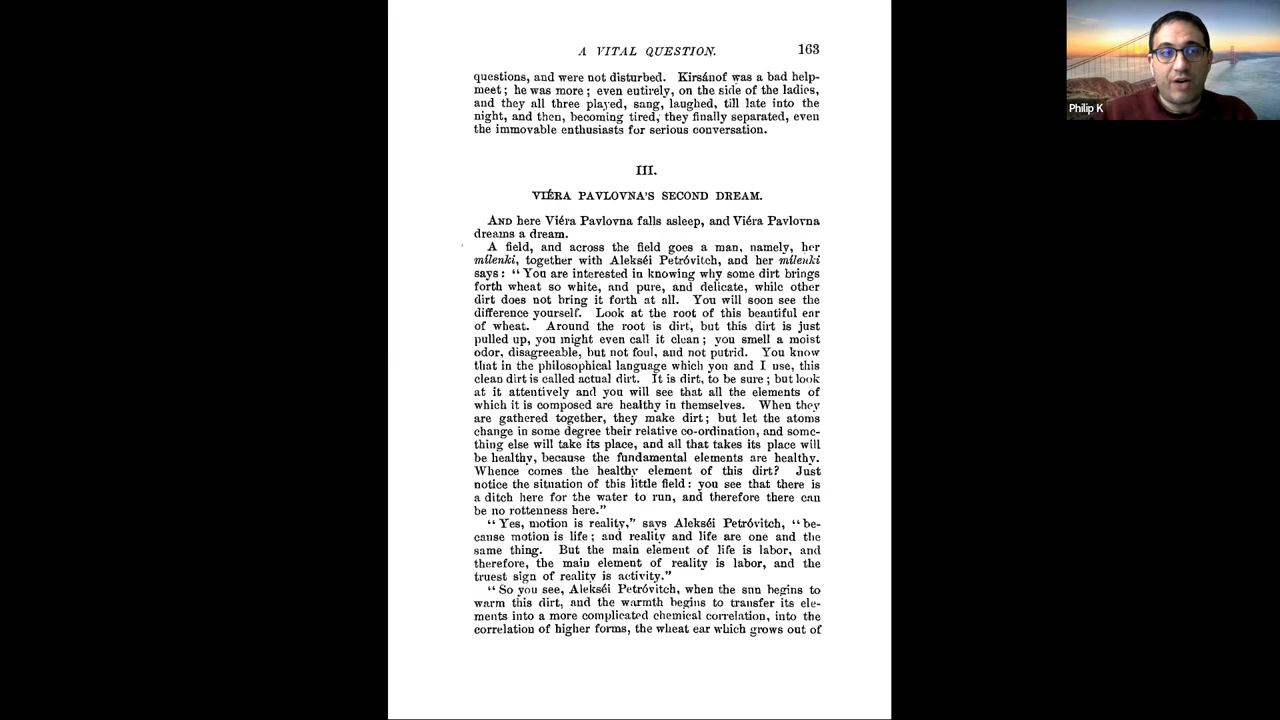 A VITAL QUESTION. 163
questions, and were not disturbed. Kirsánof was a bad help-
meet; he was more; even entirely, on the side of the ladies,
and they all three played, sang, laughed, till late into the
night, and then, becoming tired, they finally separated, even
the immovable enthusiasts for serious conversation.
III.
VIÉRA PAVLOVNA'S SECOND DREAM.
AND here Viéra Pavlovna falls asleep, and Viéra Pavlovna
dreams a dream.
A field, and across the field goes a man, namely, her
mílenki, together with Alekséi Petróvitch, and her mílenki
says: "You are interested in knowing why some dirt brings
forth wheat so white, and pure, and delicate, while other
dirt does not bring it forth at all. You will soon see the
difference yourself. Look at the root of this beautiful ear
of wheat. Around the root is dirt, but this dirt is just
pulled up, you might even call it clean; you smell a moist
odor, disagreeable, but not foul, and not putrid. You know
that in the philosophical language which you and I use, this
clean dirt is called actual dirt. It is dirt, to be sure; but look
at it attentively and you will see that all the elements of
which it is composed are healthy in themselves. When they
are gathered together, they make dirt; but let the atoms
change in some degree their relative co-ordination, and some-
thing else will take its place, and all that takes its place will
be healthy, because the fundamental elements are healthy.
Whence comes the healthy element of this dirt? Just
notice the situation of this little field: you see that there is
a ditch here for the water to run, and therefore there can
be no rottenness here."
"Yes, motion is reality," says Alekséi Petróvitch, "be-
cause motion is life; and reality and life are one and the
same thing. But the main element of life is labor, and
therefore, the main element of reality is labor, and the
truest sign of reality is activity."
"So you see, Alekséi Petróvitch, when the sun begins to
warm this dirt, and the warmth begins to transfer its ele-
ments into a more complicated chemical correlation, into the
correlation of higher forms, the wheat ear which grows out of
Philip K